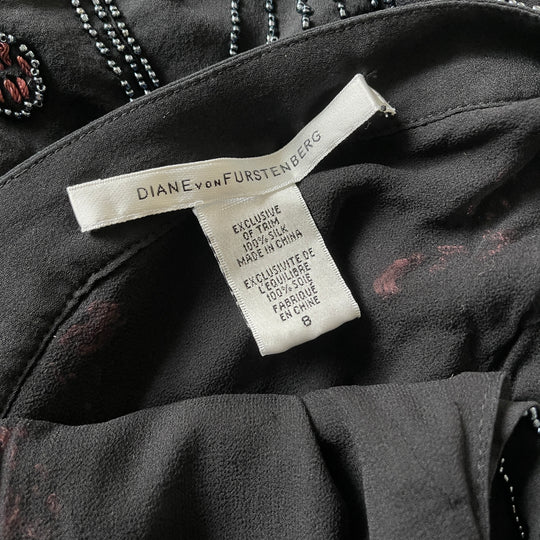 DIANE VON FURSTENBERG
EXCLUSIVE
OF TRIM
100% SILK
MADE IN CHINA
EXCLUSIVITE DE
L'EQUILIBRE
100% SOIE
FABRIQUE
EN CHINE
8